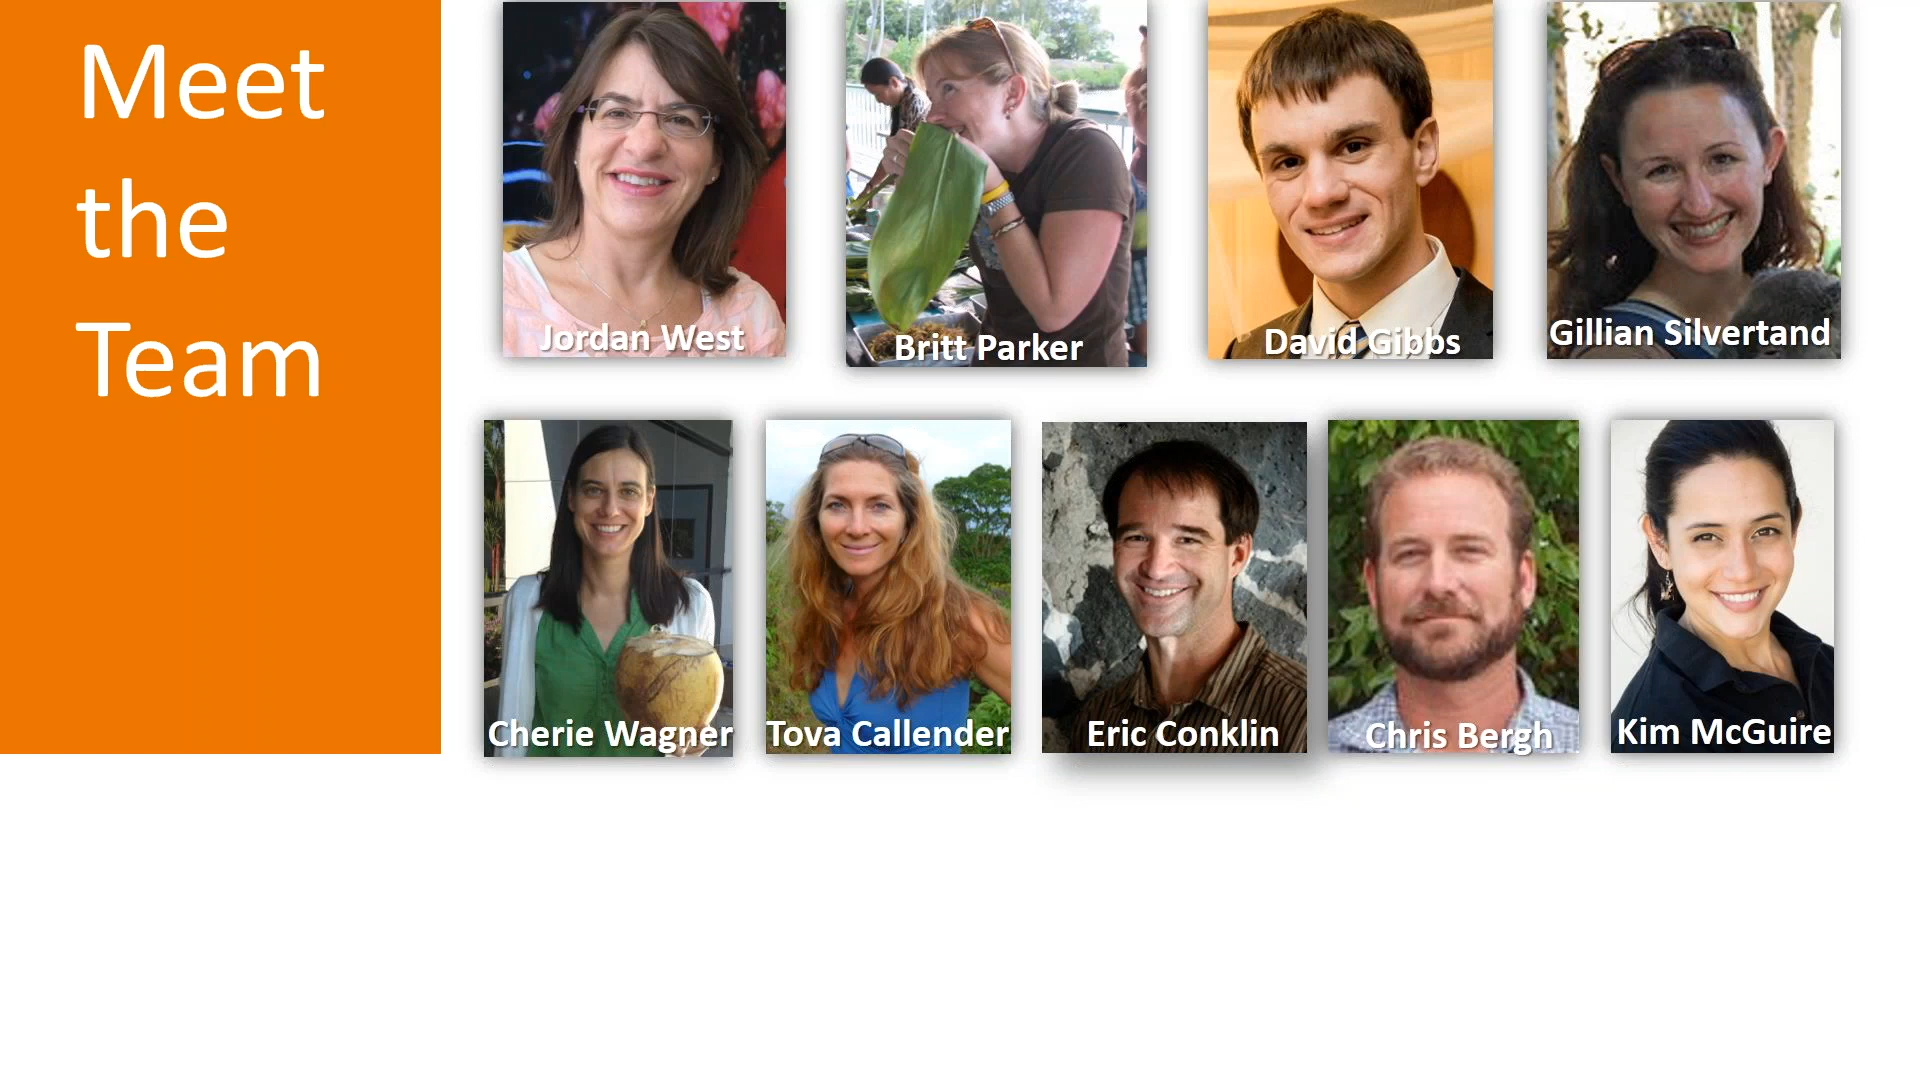 Meet
the
Team
Jordan West
Britt Parker
David Gibbs
Gillian Silvertand
Cherie Wagner
Tova Callender
Eric Conklin
Chris Bergh
Kim McGuire